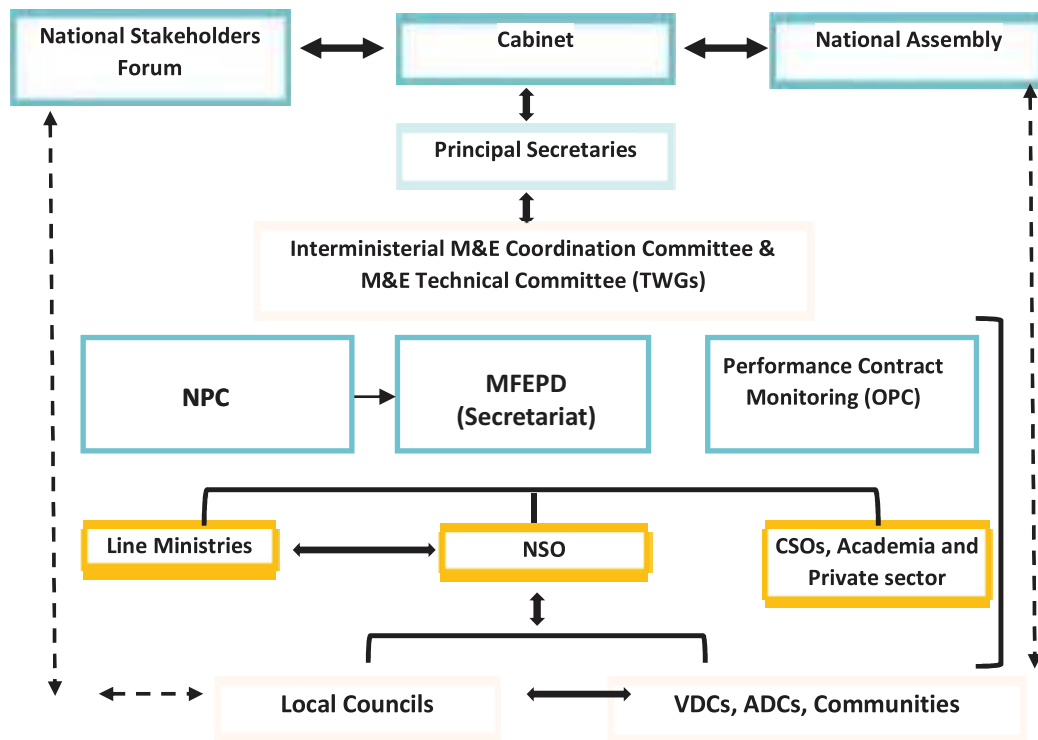 National Stakeholders
Forum
Cabinet
National Assembly
Principal Secretaries
Interministerial M&E Coordination Committee &
M&E Technical Committee (TWGs)
NPC
MFEPD
(Secretariat)
Performance Contract
Monitoring (OPC)
Line Ministries
NSO
CSOs, Academia and
Private sector
Local Councils
VDCs, ADCs, Communities